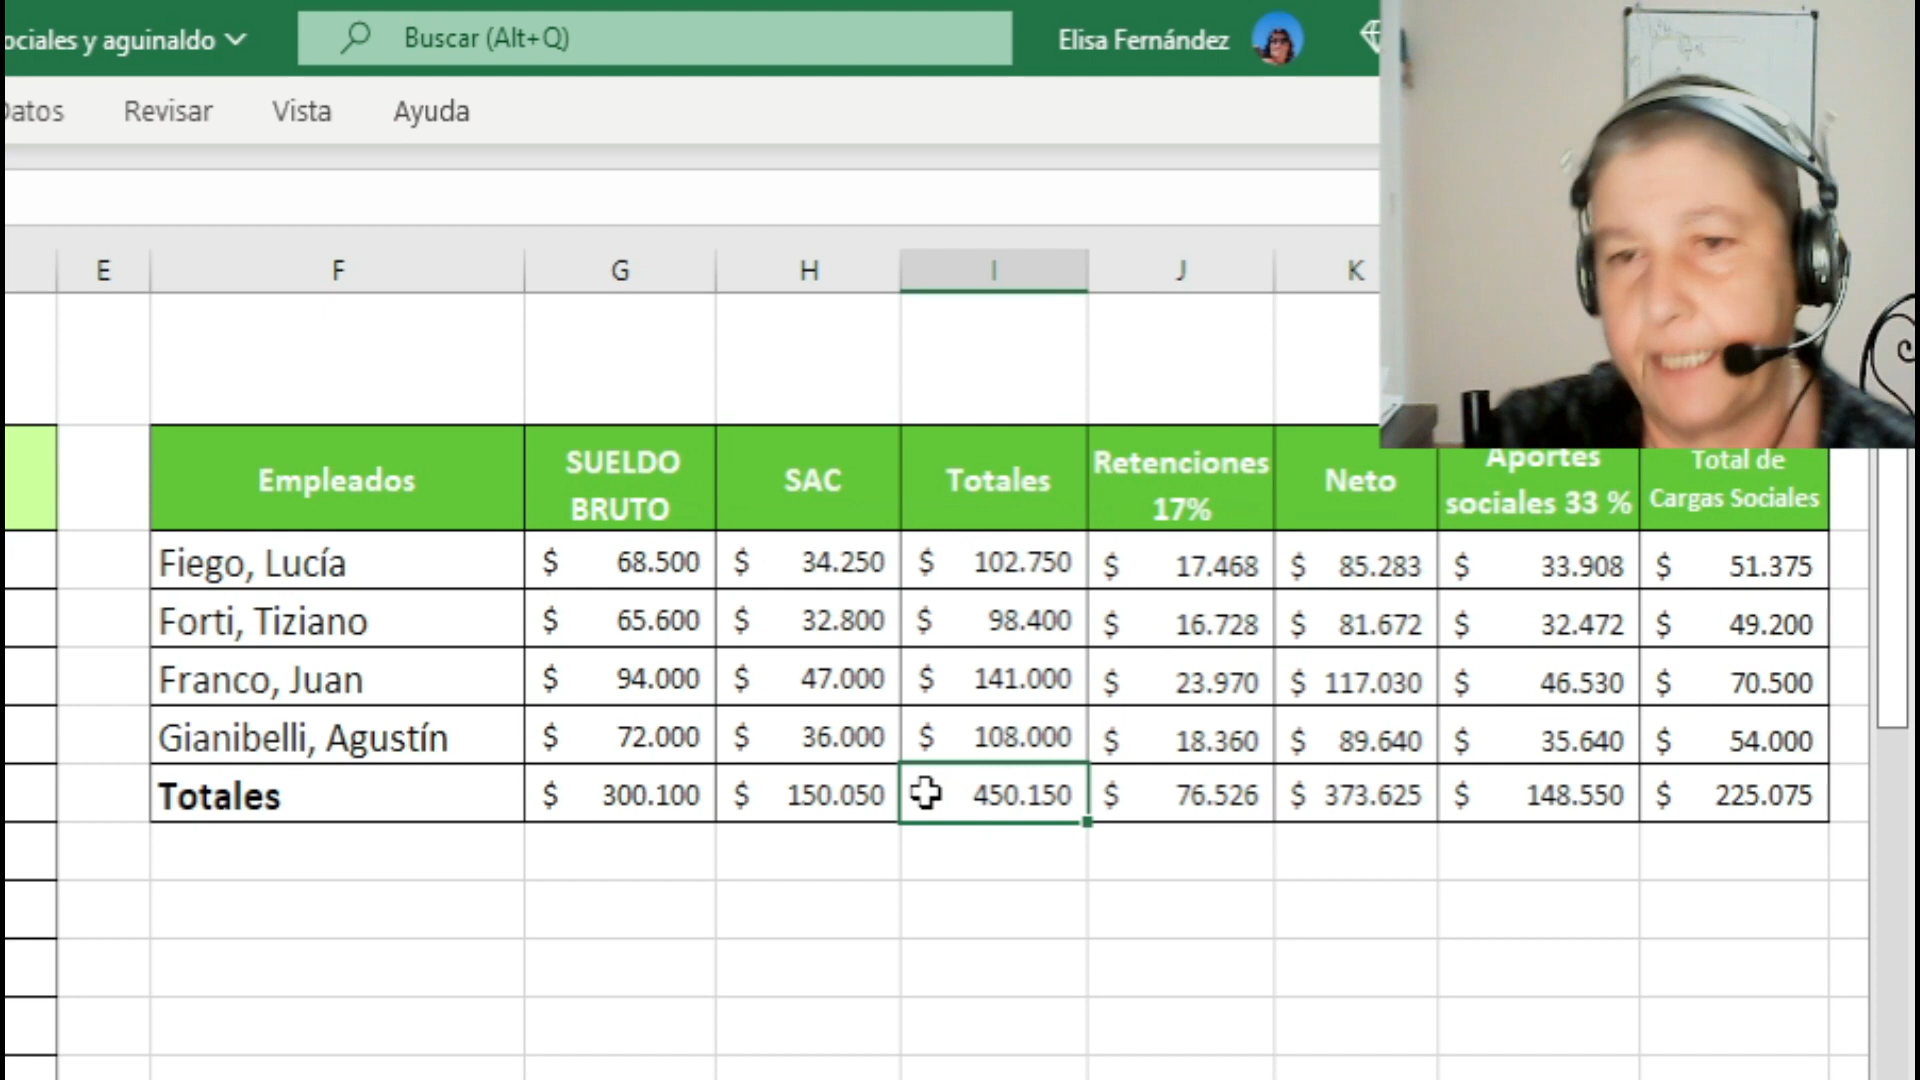 ociales y aguinaldo
Buscar (Alt+Q)
Elisa Fernández
Datos Revisar Vista Ayuda
E F G H I J K
Empleados SUELDO BRUTO SAC Totales Retenciones 17% Neto Aportes sociales 33 % Total de Cargas Sociales
Fiego, Lucía $ 68.500 $ 34.250 $ 102.750 $ 17.468 $ 85.283 $ 33.908 $ 51.375
Forti, Tiziano $ 65.600 $ 32.800 $ 98.400 $ 16.728 $ 81.672 $ 32.472 $ 49.200
Franco, Juan $ 94.000 $ 47.000 $ 141.000 $ 23.970 $ 117.030 $ 46.530 $ 70.500
Gianibelli, Agustín $ 72.000 $ 36.000 $ 108.000 $ 18.360 $ 89.640 $ 35.640 $ 54.000
Totales $ 300.100 $ 150.050 450.150 $ 76.526 $ 373.625 $ 148.550 $ 225.075